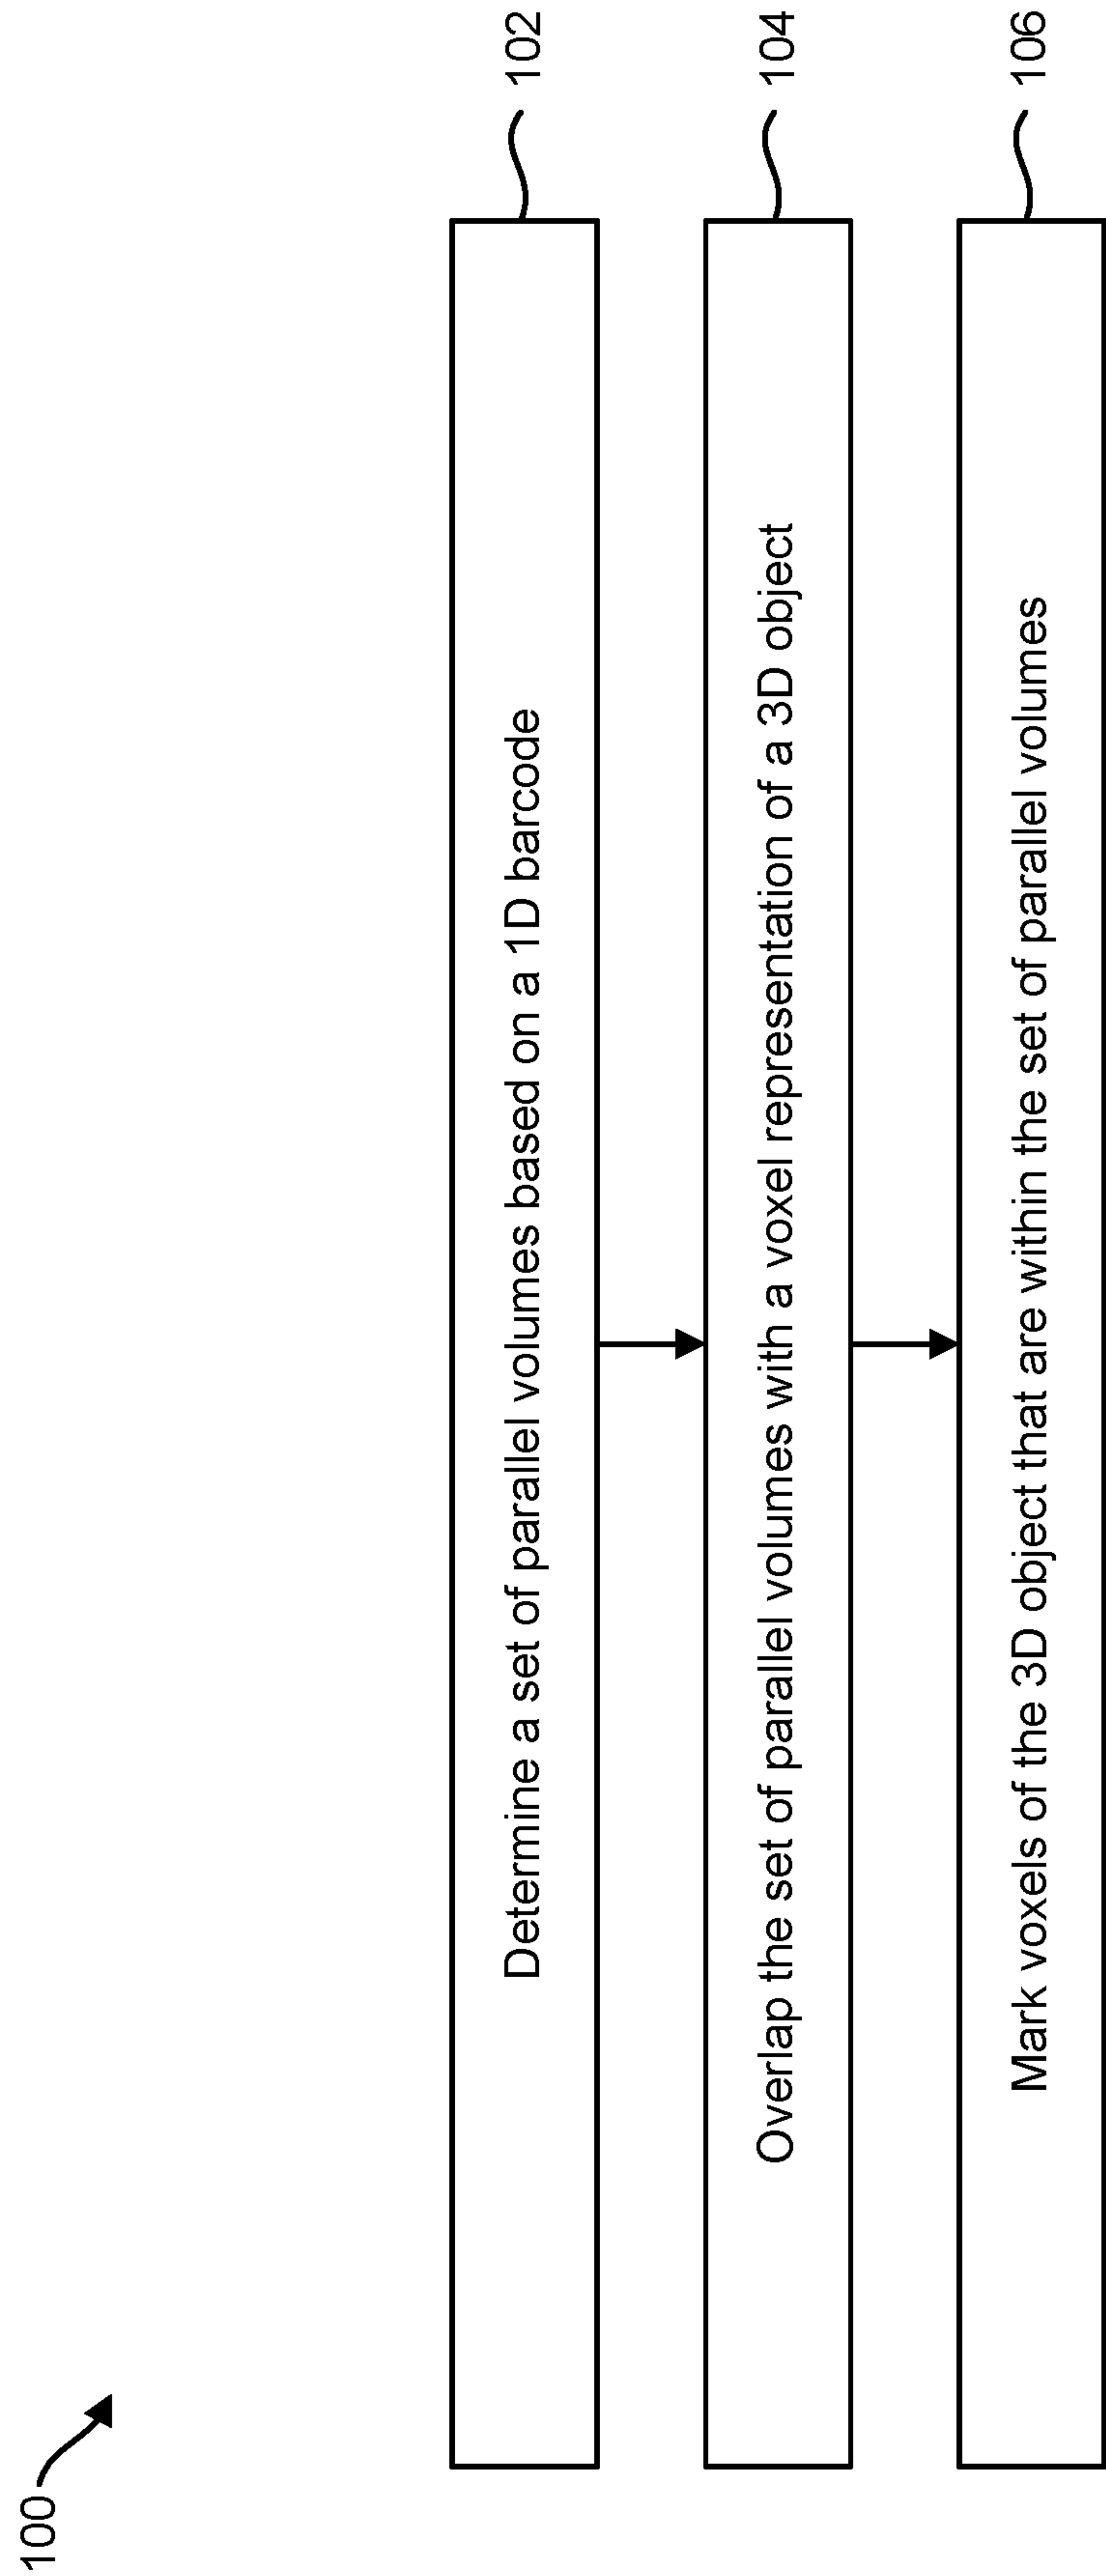 100
Determine a set of parallel volumes based on a 1D barcode
102
Overlap the set of parallel volumes with a voxel representation of a 3D object
104
Mark voxels of the 3D object that are within the set of parallel volumes
106